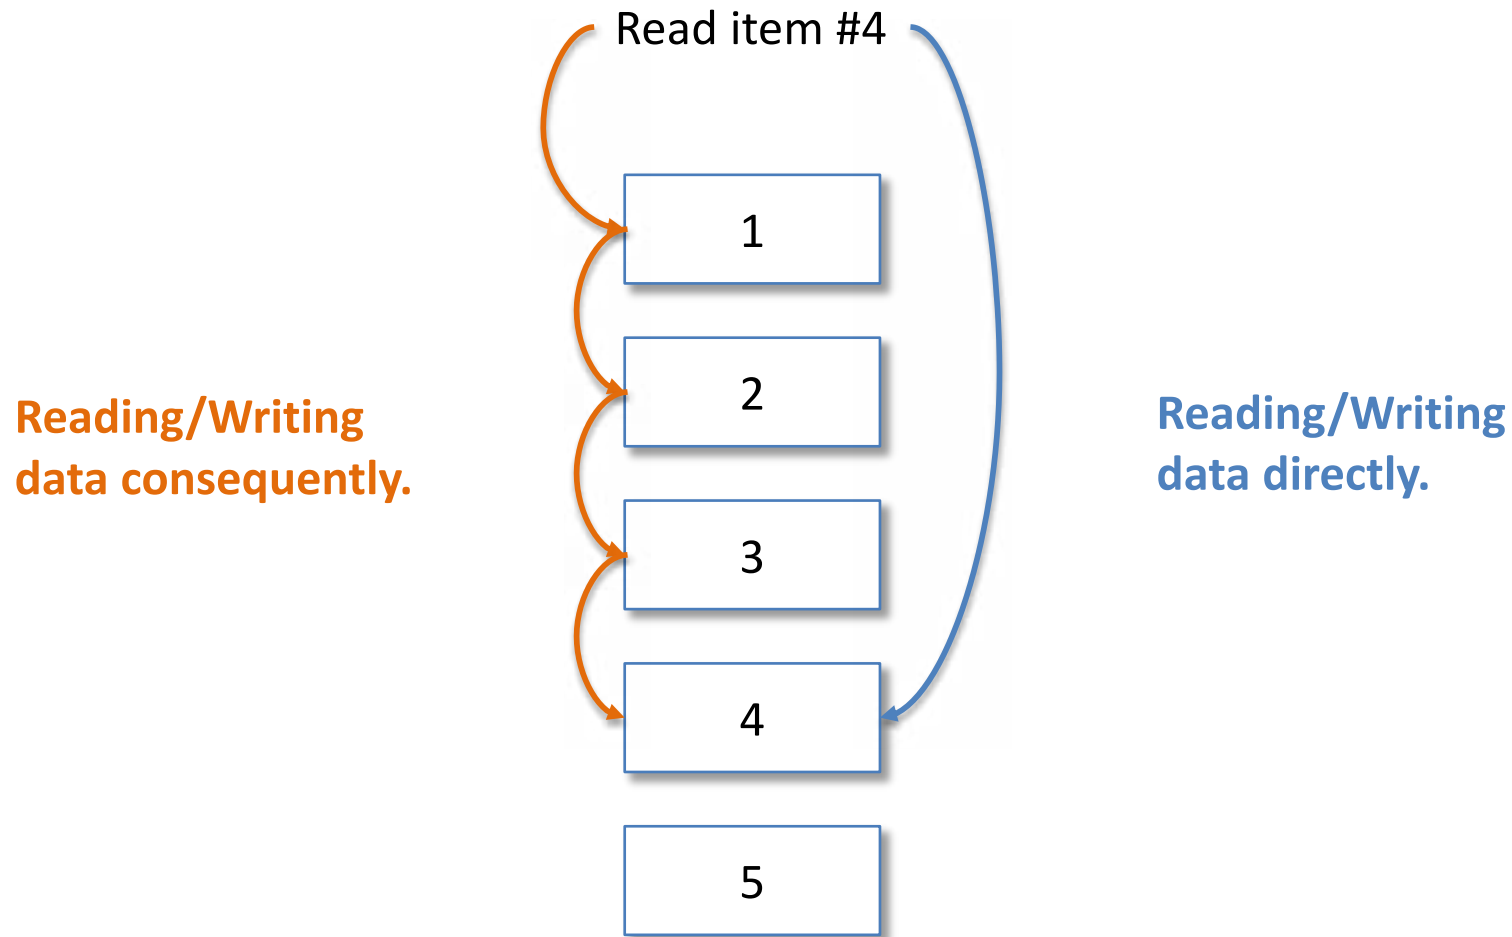 Read item #4
1
2
Reading/Writing
data consequently.
Reading/Writing
data directly.
3
4
5